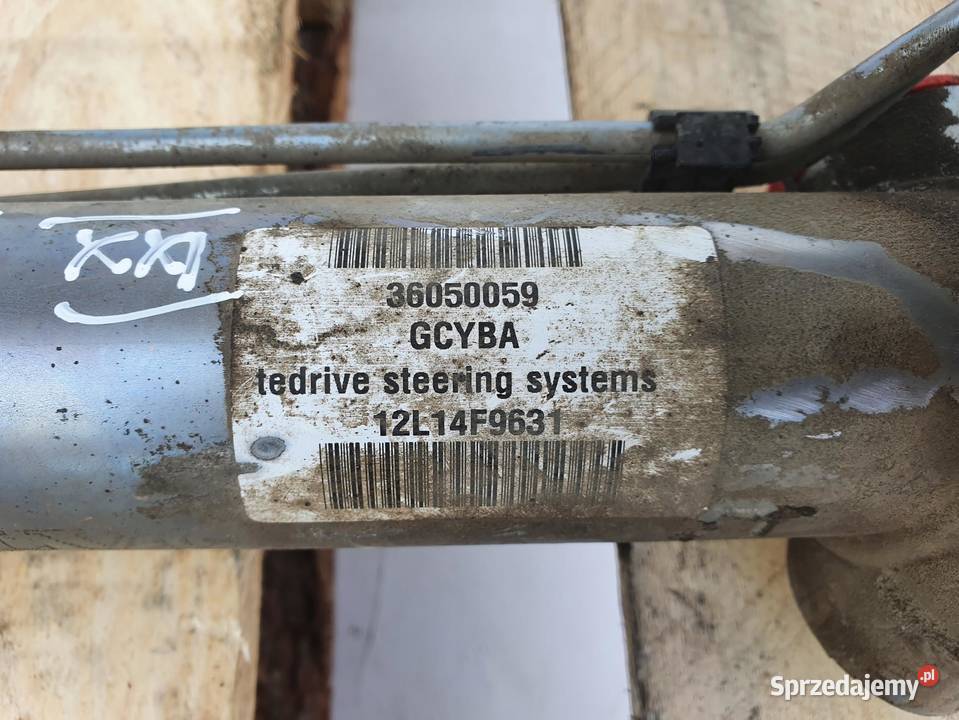 36050059
GCYBA
tedrive steering systems
12L14F9631
Sprzedajemy.pl